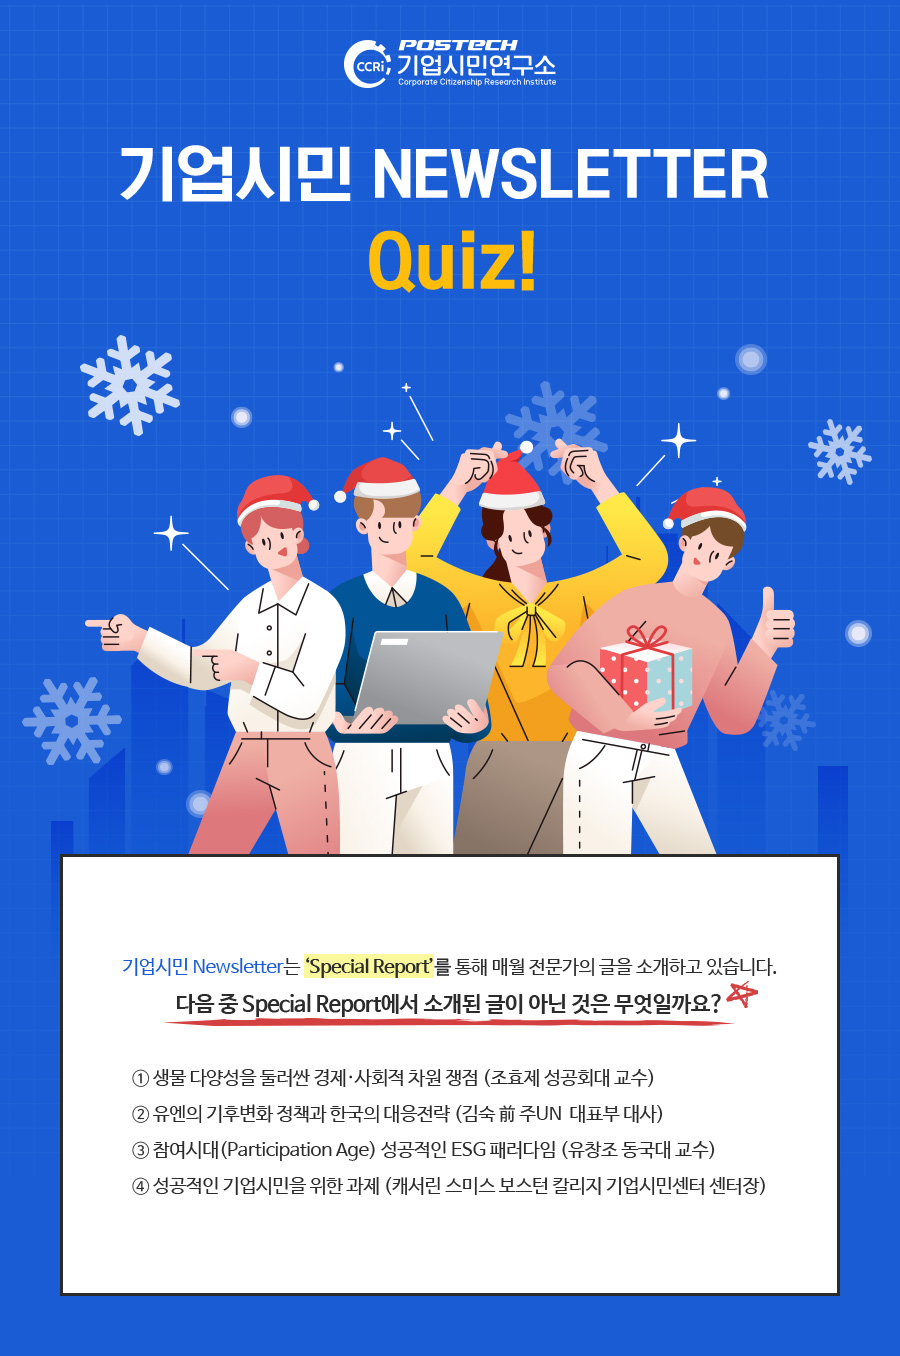 CCRi
POSTECH
기업시민연구소
Corporate Citizenship Research Institute
기업시민 NEWSLETTER
Quiz!
기업시민 Newsletter는 ‘Special Report’를 통해 매월 전문가의 글을 소개하고 있습니다.
다음 중 Special Report에서 소개된 글이 아닌 것은 무엇일까요?
① 생물 다양성을 둘러싼 경제·사회적 차원 쟁점 (조효제 성공회대 교수)
② 유엔의 기후변화 정책과 한국의 대응전략 (김숙 前 주UN 대표부 대사)
③ 참여시대(Participation Age) 성공적인 ESG 패러다임 (유창조 동국대 교수)
④ 성공적인 기업시민을 위한 과제 (캐서린 스미스 보스턴 칼리지 기업시민센터 센터장)